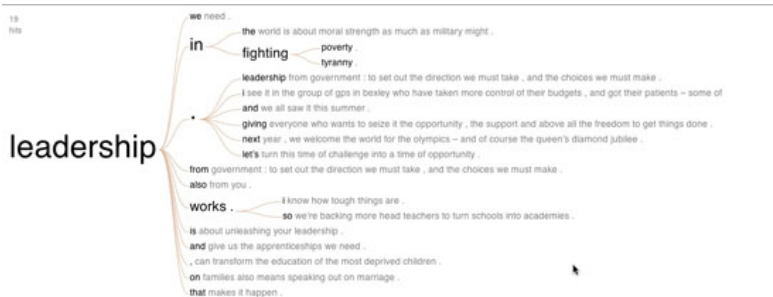 19
hits
we need .
the world is about moral strength as much as military might .
in
fighting
poverty .
tyranny .
leadership from government : to set out the direction we must take , and the choices we must make .
i see it in the group of gps in bexley who have taken more control of their budgets , and got their patients – some of
and we all saw it this summer .
.
giving everyone who wants to seize it the opportunity , the support and above all the freedom to get things done .
next year , we welcome the world for the olympics – and of course the queen's diamond jubilee .
leadership
let's turn this time of challenge into a time of opportunity .
from government : to set out the direction we must take , and the choices we must make .
also from you .
works .
i know how tough things are .
so we're backing more head teachers to turn schools into academies .
is about unleashing your leadership .
and give us the apprenticeships we need .
, can transform the education of the most deprived children .
on families also means speaking out on marriage .
that makes it happen .